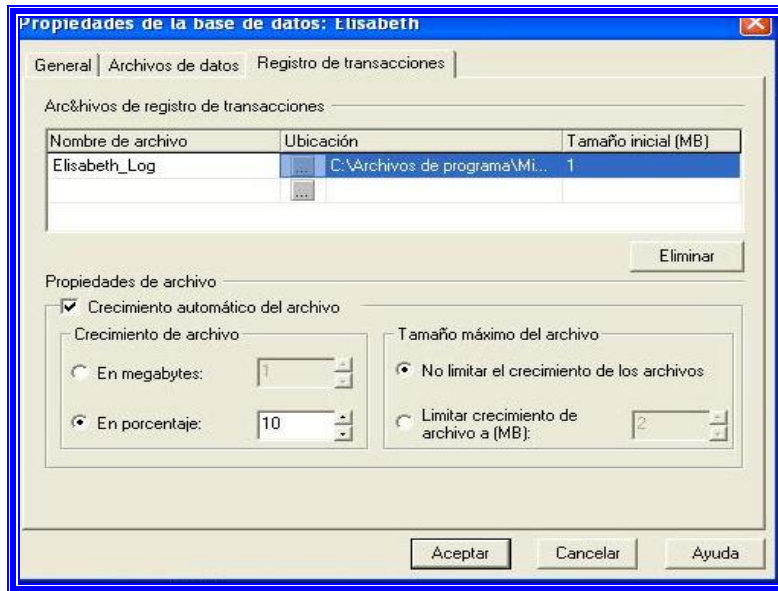 Propiedades de la base de datos: Elisabeth
General Archivos de datos Registro de transacciones
Arc&hivos de registro de transacciones
Nombre de archivo Ubicación Tamaño inicial (MB)
Elisabeth_Log ... C:\Archivos de programa\Mi... 1
...
Eliminar
Propiedades de archivo
Crecimiento automático del archivo
Crecimiento de archivo Tamaño máximo del archivo
En megabytes: 1 No limitar el crecimiento de los archivos
En porcentaje: 10 Limitar crecimiento de
archivo a (MB): 2
Aceptar Cancelar Ayuda